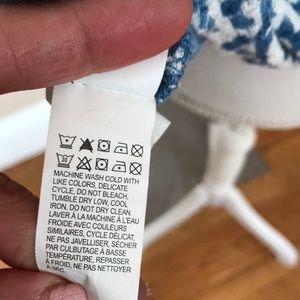 MACHINE WASH COLD WITH
LIKE COLORS, DELICATE
CYCLE, DO NOT BLEACH,
TUMBLE DRY LOW, COOL
IRON, DO NOT DRY CLEAN.
LAVER À LA MACHINE À L'EAU
FROIDE AVEC COULEURS
SIMILAIRES, CYCLE DÉLICAT,
NE PAS JAVELLISER, SÉCHER
PAR CULBUTAGE À BASSE
TEMPÉRATURE, REPASSER
À FROID, NE PAS NETTOYER
À SEC.